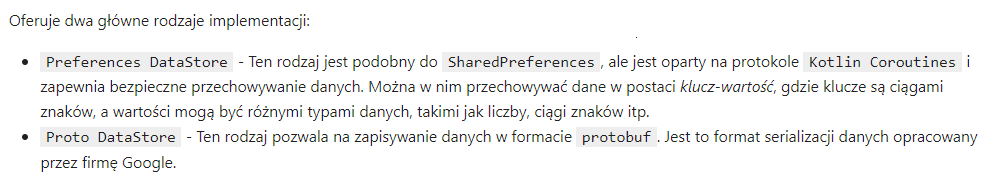 Oferuje dwa główne rodzaje implementacji:
• Preferences DataStore - Ten rodzaj jest podobny do SharedPreferences, ale jest oparty na protokole Kotlin Coroutines i
zapewnia bezpieczne przechowywanie danych. Można w nim przechowywać dane w postaci klucz-wartość, gdzie klucze są ciągami
znaków, a wartości mogą być różnymi typami danych, takimi jak liczby, ciągi znaków itp.
• Proto DataStore - Ten rodzaj pozwala na zapisywanie danych w formacie protobuf. Jest to format serializacji danych opracowany
przez firmę Google.